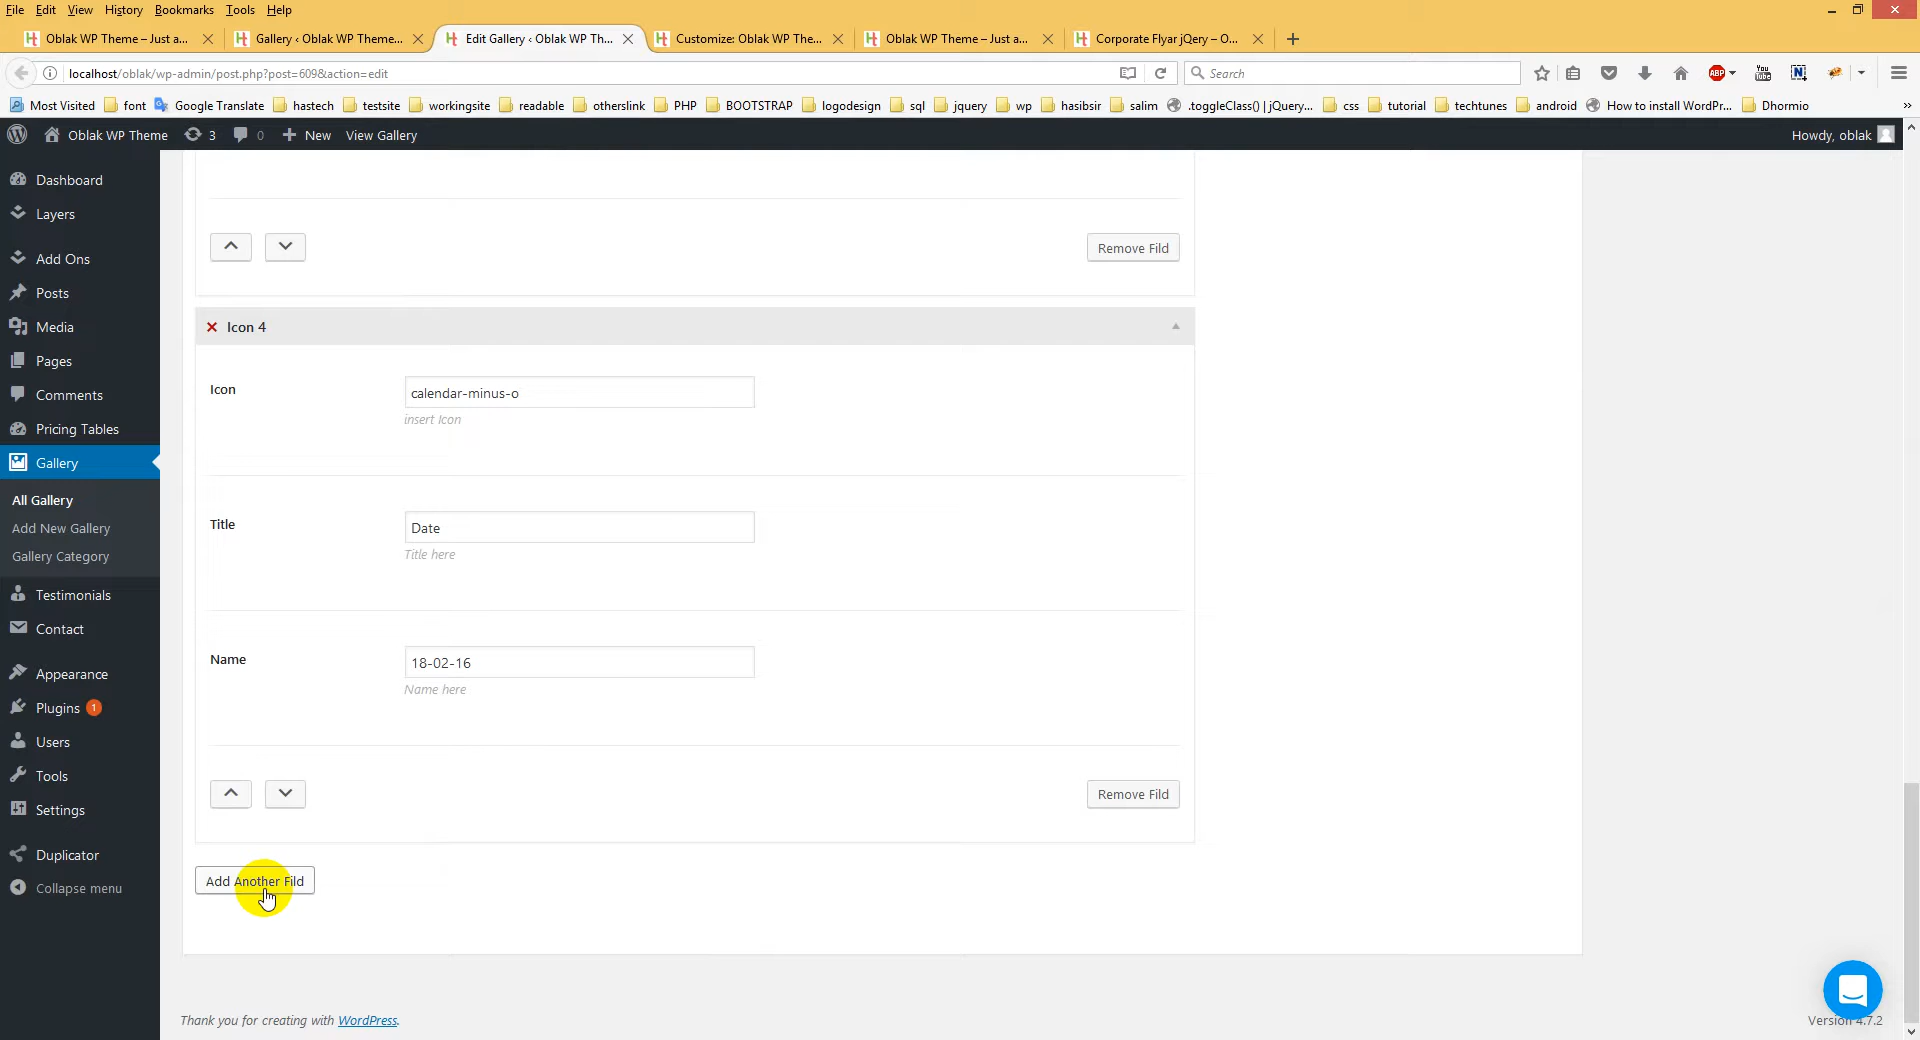 File Edit View History Bookmarks Tools Help
Oblak WP Theme – Just a...
Gallery ‹ Oblak WP Theme...
Edit Gallery ‹ Oblak WP Th...
Customize: Oblak WP The...
Oblak WP Theme – Just a...
Corporate Flyar jQery – O...
localhost/oblak/wp-admin/post.php?post=609&action=edit
Search
ABP
You Tube
N
Most Visited font Google Translate hastech testsite workingsite readable otherslink PHP BOOTSTRAP logodesign sql jquery wp hasibsir salim .toggleClass() | jQuery... css tutorial techtunes android How to install WordPr... Dhormio »
Oblak WP Theme 3 0 New View Gallery Howdy, oblak
Dashboard
Layers
Add Ons
Posts
Media
Pages
Comments
Pricing Tables
Gallery
All Gallery
Add New Gallery
Gallery Category
Testimonials
Contact
Appearance
Plugins 1
Users
Tools
Settings
Duplicator
Collapse menu
Remove Fild
Icon 4
Icon
calendar-minus-o
insert Icon
Title
Date
Title here
Name
18-02-16
Name here
Remove Fild
Add Another Fild
Thank you for creating with WordPress.
Version 4.7.2